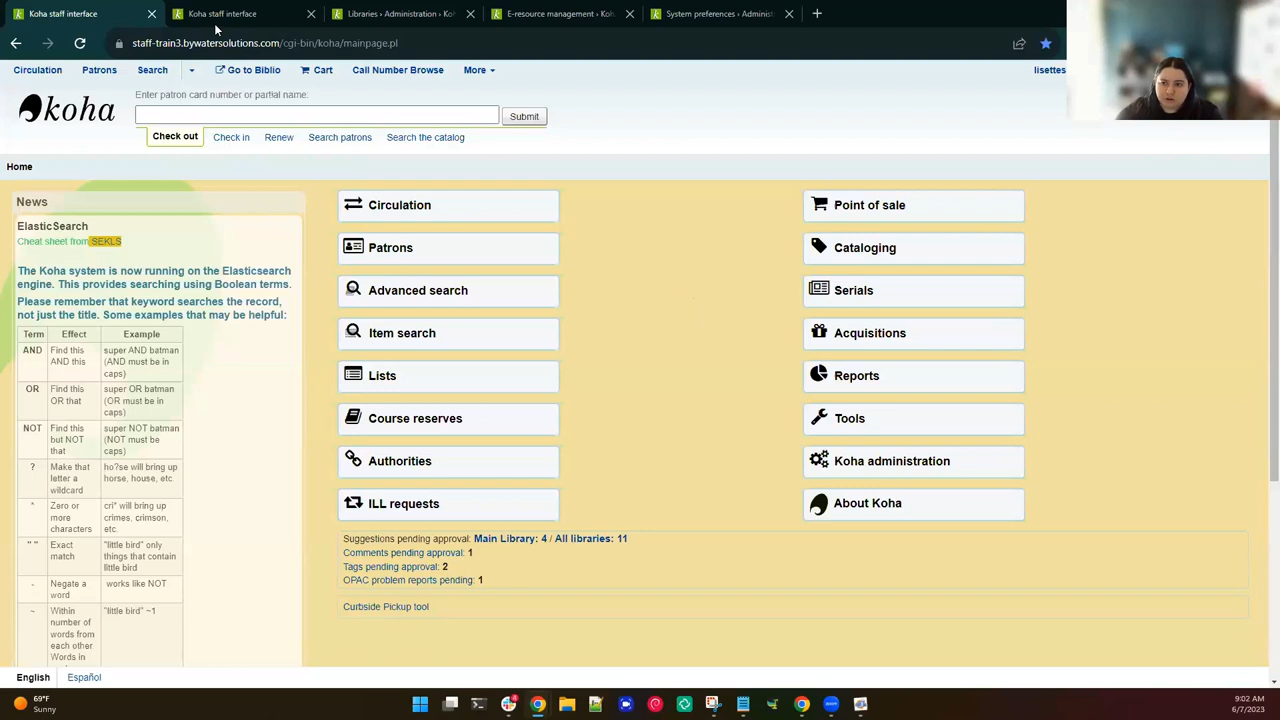 Koha staff interface
Koha staff interface
Libraries › Administration › Ko
E-resource management › Koh
System preferences › Administ
staff-train3.bywatersolutions.com/cgi-bin/koha/mainpage.pl
Circulation Patrons Search Go to Biblio Cart Call Number Browse More
lisettes
koha
Enter patron card number or partial name:
Submit
Check out Check in Renew Search patrons Search the catalog
Home
News
ElasticSearch
Cheat sheet from SEKLS
The Koha system is now running on the Elasticsearch
engine. This provides searching using Boolean terms.
Please remember that keyword searches the record,
not just the title. Some examples that may be helpful:
Term Effect Example
AND Find this AND this super AND batman (AND must be in caps)
OR Find this OR that super OR batman (OR must be in caps)
NOT Find this but NOT that super NOT batman (NOT must be caps)
? Make that letter a wildcard ho?se will bring up horse, house, etc.
* Zero or more characters cri* will bring up crimes, crimson, etc.
" " Exact match "little bird" only things that contain little bird
- Negate a word works like NOT
~ Within number of words from each other. Words in "little bird" ~1
Circulation
Patrons
Advanced search
Item search
Lists
Course reserves
Authorities
ILL requests
Point of sale
Cataloging
Serials
Acquisitions
Reports
Tools
Koha administration
About Koha
Suggestions pending approval: Main Library: 4 / All libraries: 11
Comments pending approval: 1
Tags pending approval: 2
OPAC problem reports pending: 1
Curbside Pickup tool
English Español
69°F
Sunny
9:02 AM
6/7/2023